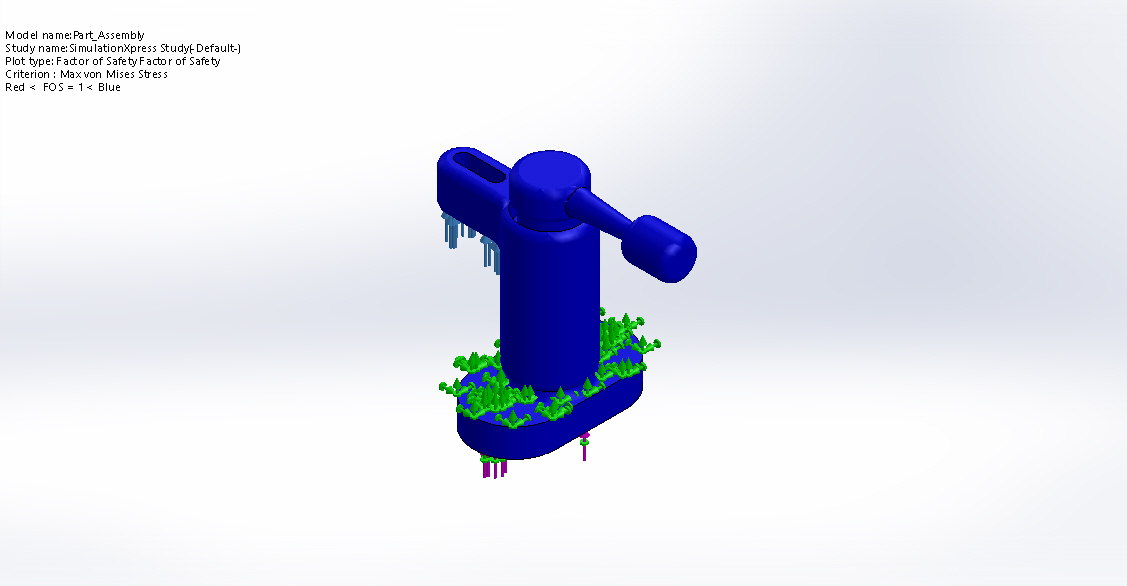 Model name:Part_Assembly
Study name:SimulationXpress Study(-Default-)
Plot type: Factor of Safety Factor of Safety
Criterion : Max von Mises Stress
Red < FOS = 1 < Blue